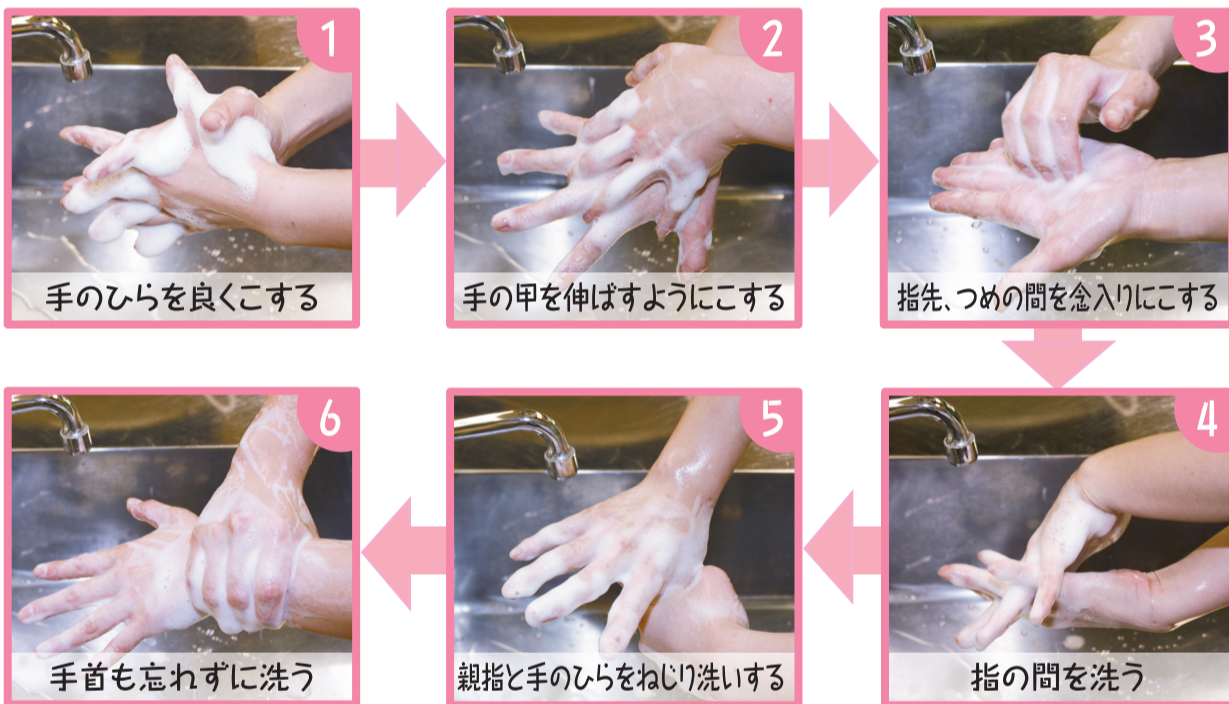 1
手のひらを良くこする
2
手の甲を伸ばすようにこする
3
指先、つめの間を念入りにこする
4
指の間を洗う
5
親指と手のひらをねじり洗いする
6
手首も忘れずに洗う